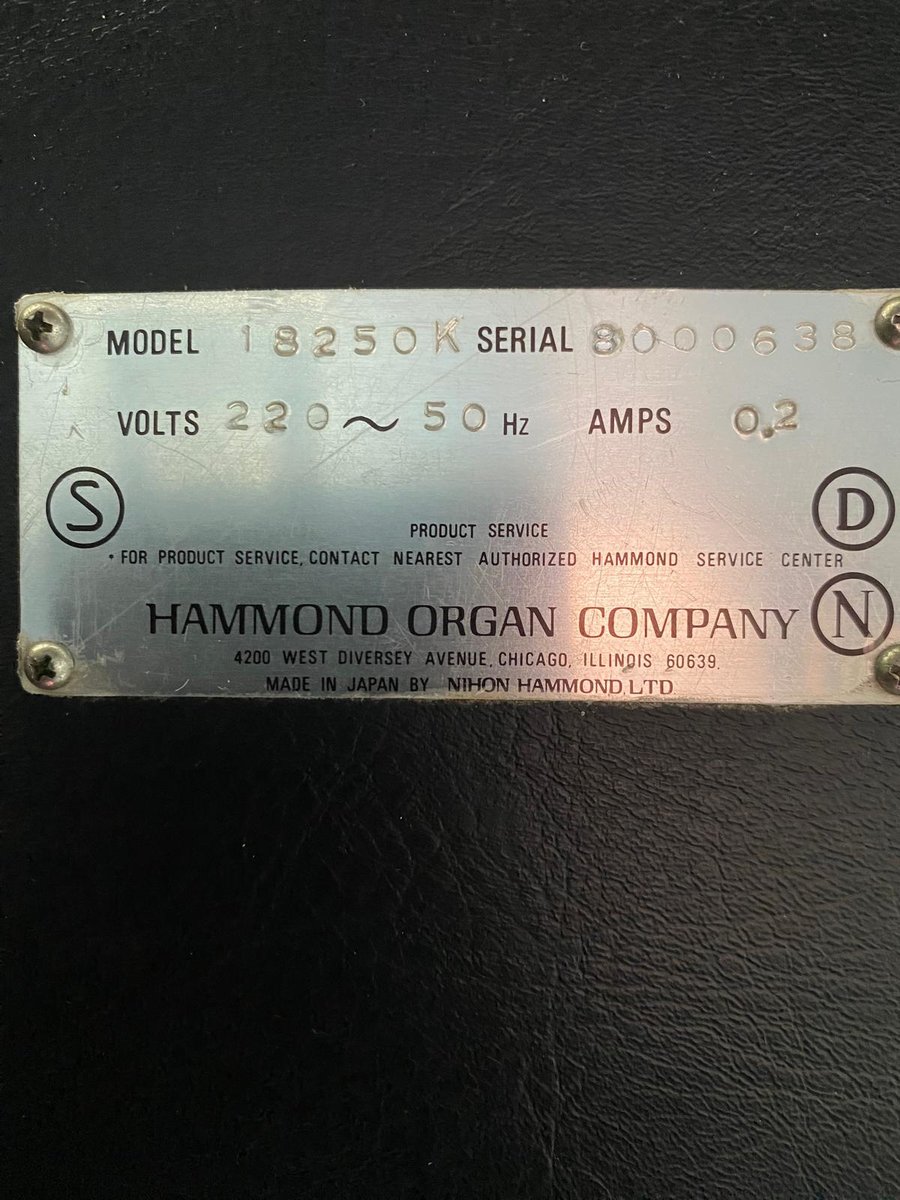 MODEL 18250K SERIAL 8000638
VOLTS 220 ~ 50 Hz AMPS 0.2
S
D
PRODUCT SERVICE
• FOR PRODUCT SERVICE, CONTACT NEAREST AUTHORIZED HAMMOND SERVICE CENTER
HAMMOND ORGAN COMPANY
N
4200 WEST DIVERSEY AVENUE, CHICAGO, ILLINOIS 60639.
MADE IN JAPAN BY NIHON HAMMOND, LTD.